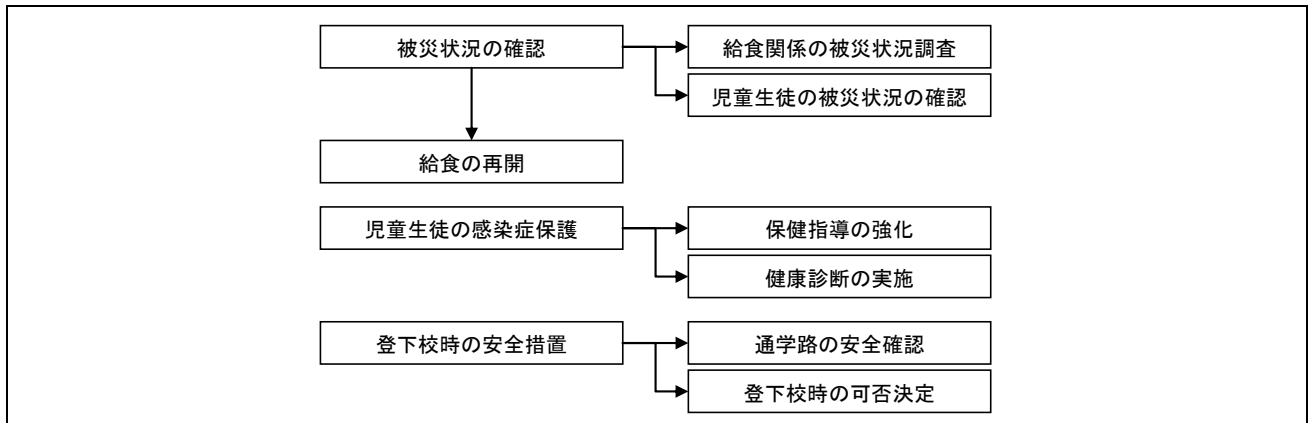 被災状況の確認
給食関係の被災状況調査
児童生徒の被災状況の確認
給食の再開
児童生徒の感染症保護
保健指導の強化
健康診断の実施
登下校時の安全措置
通学路の安全確認
登下校時の可否決定